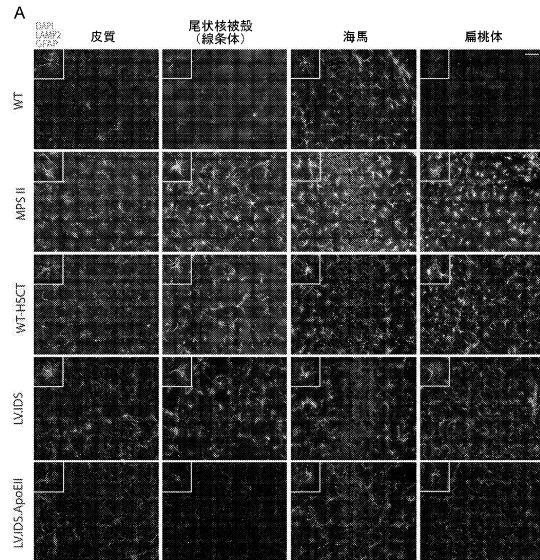 A
DAPI
LAMP2
GFAP
皮質
尾状核被殻
(線条体)
海馬
扁桃体
WT
MPS II
WT-HSCT
LV.IDS
LV.IDS.ApoEII